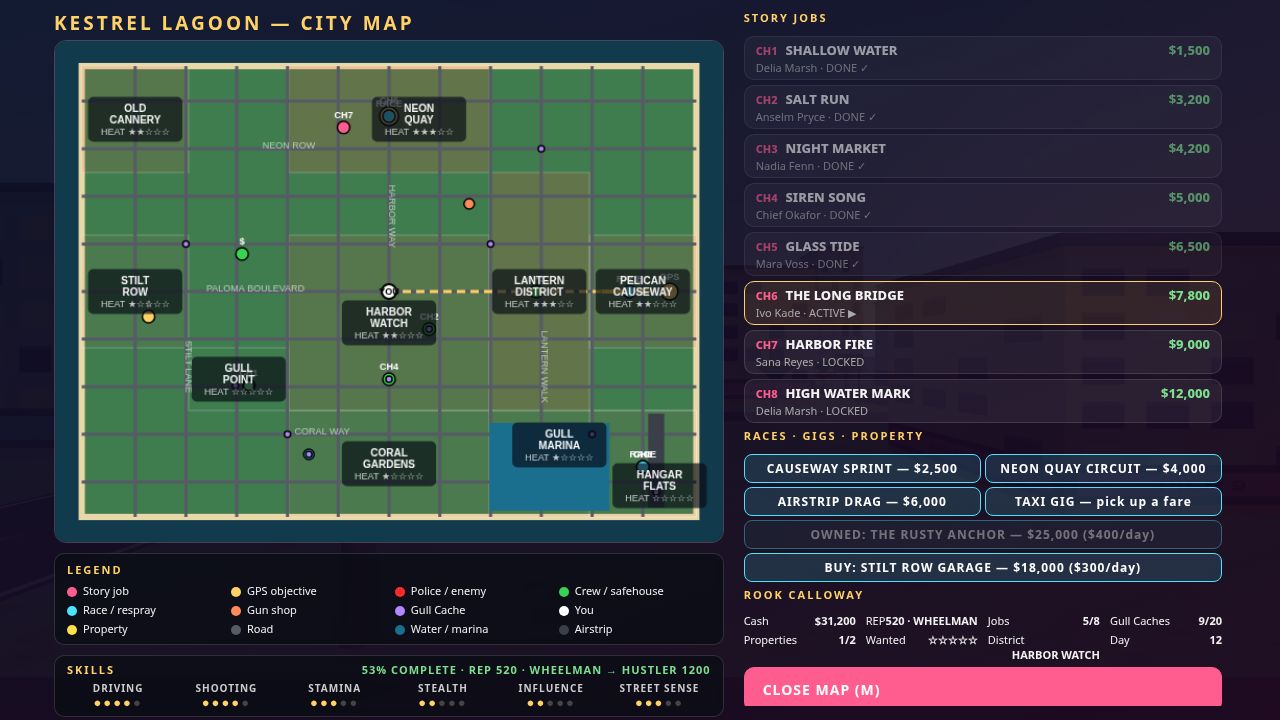 KESTREL LAGOON — CITY MAP
OLD
CANNERY
HEAT ★★☆☆☆
CH7
NEON
QUAY
HEAT ★★★☆☆
NEON ROW
HARBOR WAY
$
STILT
ROW
HEAT ★☆☆☆☆
PALOMA BOULEVARD
LANTERN
DISTRICT
HEAT ★★★☆☆
PELICAN
CAUSEWAY
HEAT ★★☆☆☆
HARBOR
WATCH
HEAT ★★☆☆☆
CH2
STILT LANE
LANTERN WALK
GULL
POINT
HEAT ☆☆☆☆☆
CH4
CORAL WAY
CORAL
GARDENS
HEAT ★☆☆☆☆
GULL
MARINA
HEAT ★☆☆☆☆
HANGAR
FLATS
HEAT ☆☆☆☆☆
LEGEND
Story job
GPS objective
Police / enemy
Crew / safehouse
Race / respray
Gun shop
Gull Cache
You
Property
Road
Water / marina
Airstrip
SKILLS
53% COMPLETE · REP 520 · WHEELMAN → HUSTLER 1200
DRIVING
SHOOTING
STAMINA
STEALTH
INFLUENCE
STREET SENSE
STORY JOBS
CH1 SHALLOW WATER $1,500
Delia Marsh · DONE ✓
CH2 SALT RUN $3,200
Anselm Pryce · DONE ✓
CH3 NIGHT MARKET $4,200
Nadia Fenn · DONE ✓
CH4 SIREN SONG $5,000
Chief Okafor · DONE ✓
CH5 GLASS TIDE $6,500
Mara Voss · DONE ✓
CH6 THE LONG BRIDGE $7,800
Ivo Kade · ACTIVE ▶
CH7 HARBOR FIRE $9,000
Sana Reyes · LOCKED
CH8 HIGH WATER MARK $12,000
Delia Marsh · LOCKED
RACES · GIGS · PROPERTY
CAUSEWAY SPRINT — $2,500
NEON QUAY CIRCUIT — $4,000
AIRSTRIP DRAG — $6,000
TAXI GIG — pick up a fare
OWNED: THE RUSTY ANCHOR — $25,000 ($400/day)
BUY: STILT ROW GARAGE — $18,000 ($300/day)
ROOK CALLOWAY
Cash $31,200 REP 520 · WHEELMAN Jobs 5/8 Gull Caches 9/20
Properties 1/2 Wanted ☆☆☆☆☆ District HARBOR WATCH Day 12
CLOSE MAP (M)